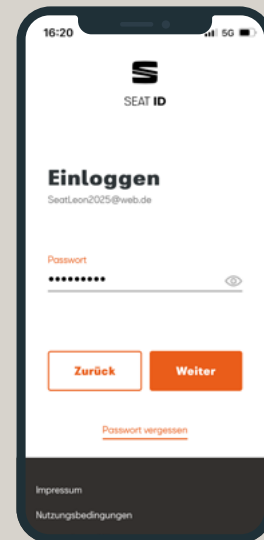 16:20
5G
SEAT ID
Einloggen
SeatLeon2025@web.de
Passwort
•••••••••
Zurück
Weiter
Passwort vergessen
Impressum
Nutzungsbedingungen